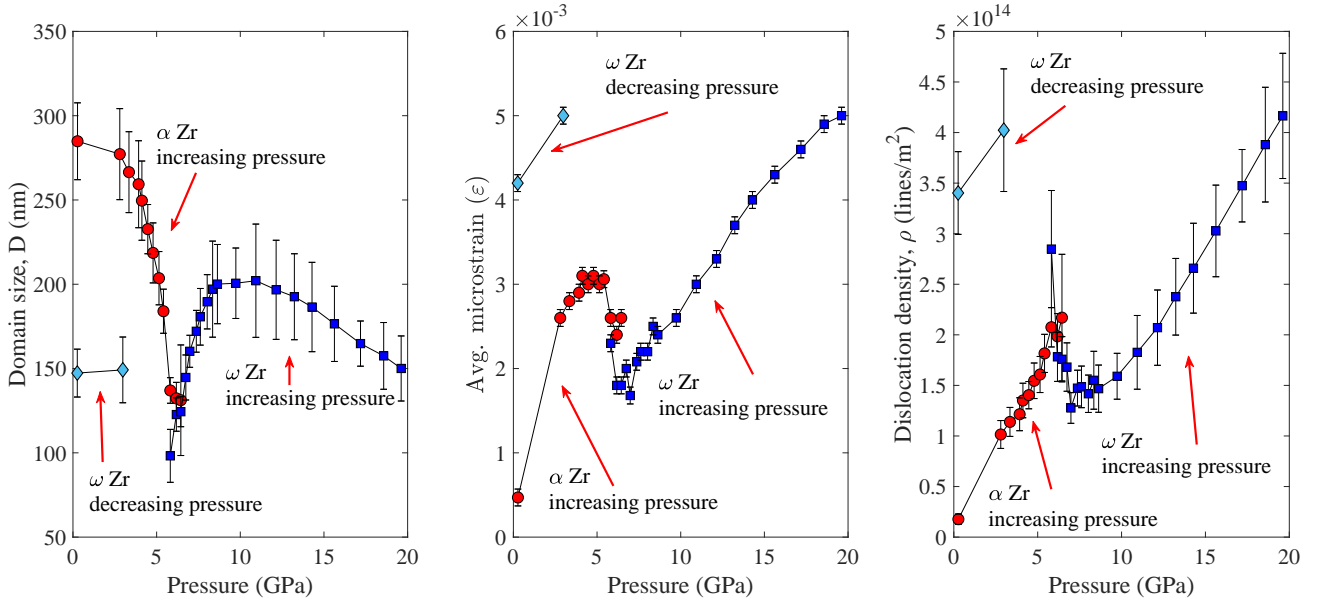 350
300
250
200
150
100
50
0
5
10
15
20
Domain size, D (nm)
Pressure (GPa)
α Zr
increasing pressure
ω Zr
increasing pressure
ω Zr
decreasing pressure
×10⁻³
6
5
4
3
2
1
0
0
5
10
15
20
Avg. microstrain (ε)
Pressure (GPa)
ω Zr
decreasing pressure
ω Zr
increasing pressure
α Zr
increasing pressure
×10¹⁴
5
4.5
4
3.5
3
2.5
2
1.5
1
0.5
0
0
5
10
15
20
Dislocation density, ρ (lines/m²)
Pressure (GPa)
ω Zr
decreasing pressure
ω Zr
increasing pressure
α Zr
increasing pressure